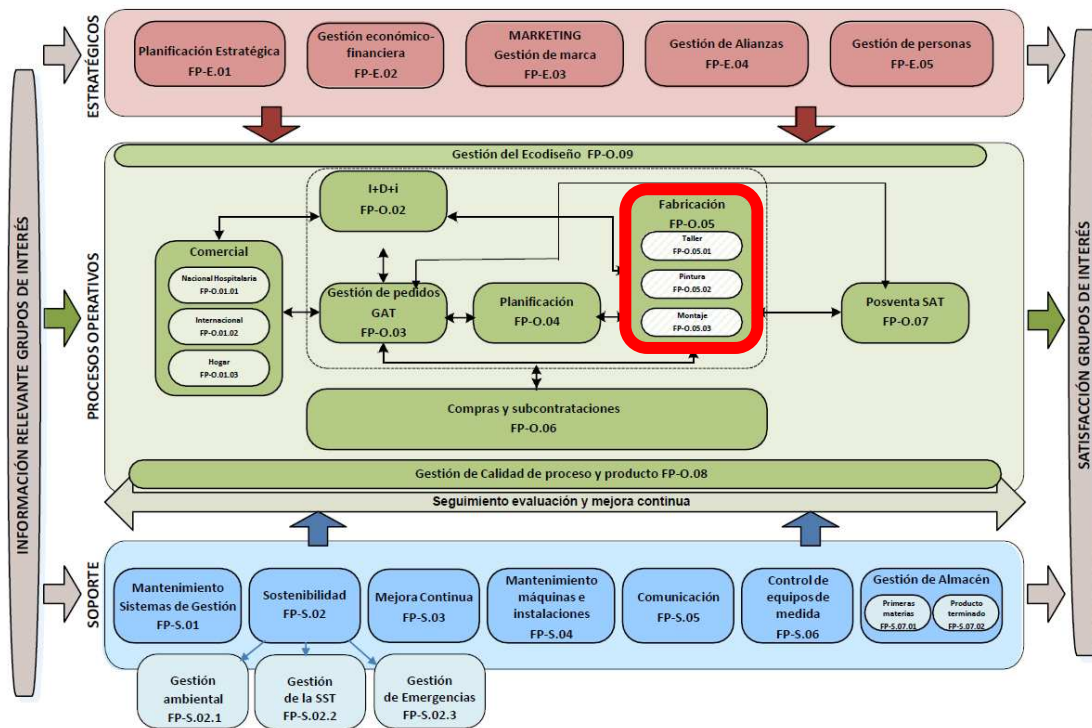 INFORMACIÓN RELEVANTE GRUPOS DE INTERÉS
ESTRATÉGICOS
Planificación Estratégica
FP-E.01
Gestión económico-
financiera
FP-E.02
MARKETING
Gestión de marca
FP-E.03
Gestión de Alianzas
FP-E.04
Gestión de personas
FP-E.05
PROCESOS OPERATIVOS
Gestión del Ecodiseño FP-O.09
I+D+i
FP-O.02
Comercial
Nacional Hospitalaria
FP-O.01.01
Internacional
FP-O.01.02
Hogar
FP-O.01.03
Gestión de pedidos
GAT
FP-O.03
Planificación
FP-O.04
Fabricación
FP-O.05
Taller
FP-O.05.01
Pintura
FP-O.05.02
Montaje
FP-O.05.03
Posventa SAT
FP-O.07
Compras y subcontrataciones
FP-O.06
Gestión de Calidad de proceso y producto FP-O.08
Seguimiento evaluación y mejora continua
SOPORTE
Mantenimiento
Sistemas de Gestión
FP-S.01
Sostenibilidad
FP-S.02
Mejora Continua
FP-S.03
Mantenimiento
máquinas e
instalaciones
FP-S.04
Comunicación
FP-S.05
Control de
equipos de
medida
FP-S.06
Gestión de Almacén
Primeras
materias
FP-S.07.01
Producto
terminado
FP-S.07.02
Gestión
ambiental
FP-S.02.1
Gestión
de la SST
FP-S.02.2
Gestión
de Emergencias
FP-S.02.3
SATISFACCIÓN GRUPOS DE INTERÉS